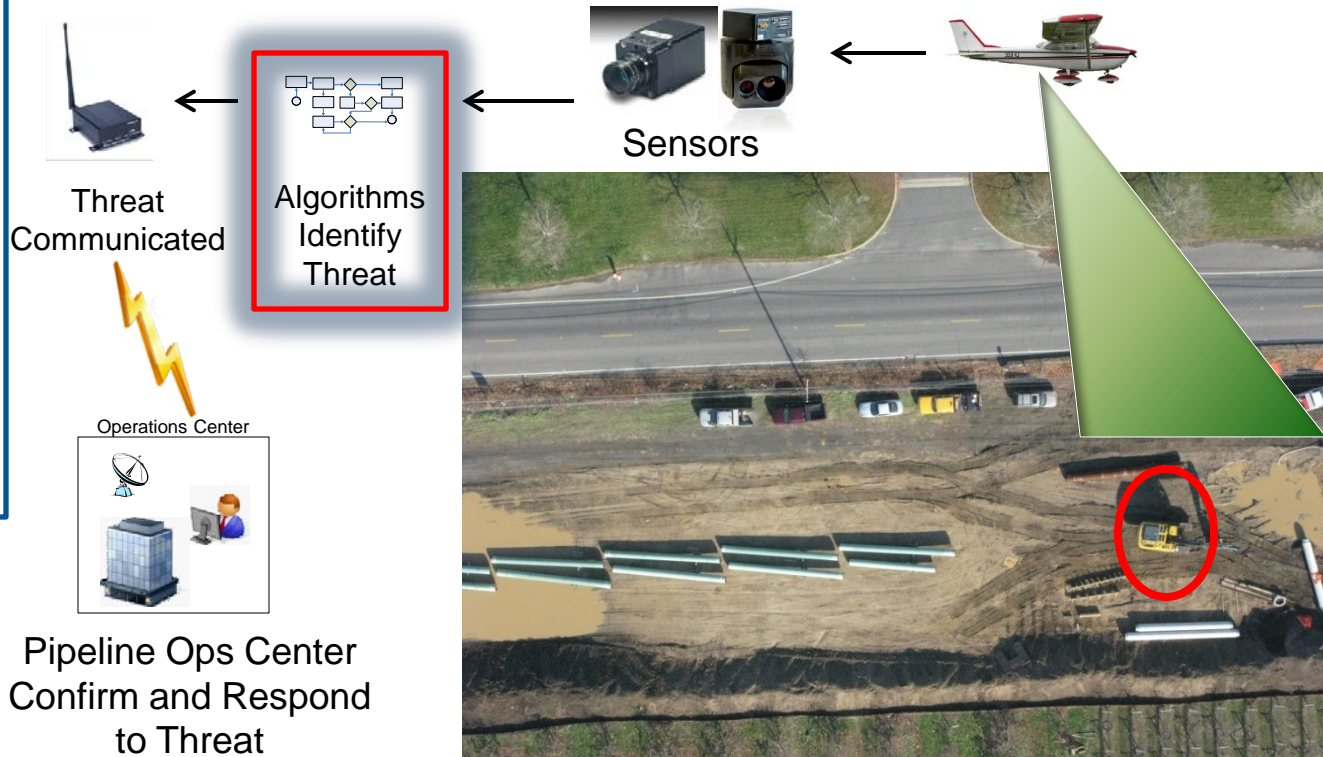 Sensors
Algorithms
Identify
Threat
Threat
Communicated
Operations Center
Pipeline Ops Center
Confirm and Respond
to Threat